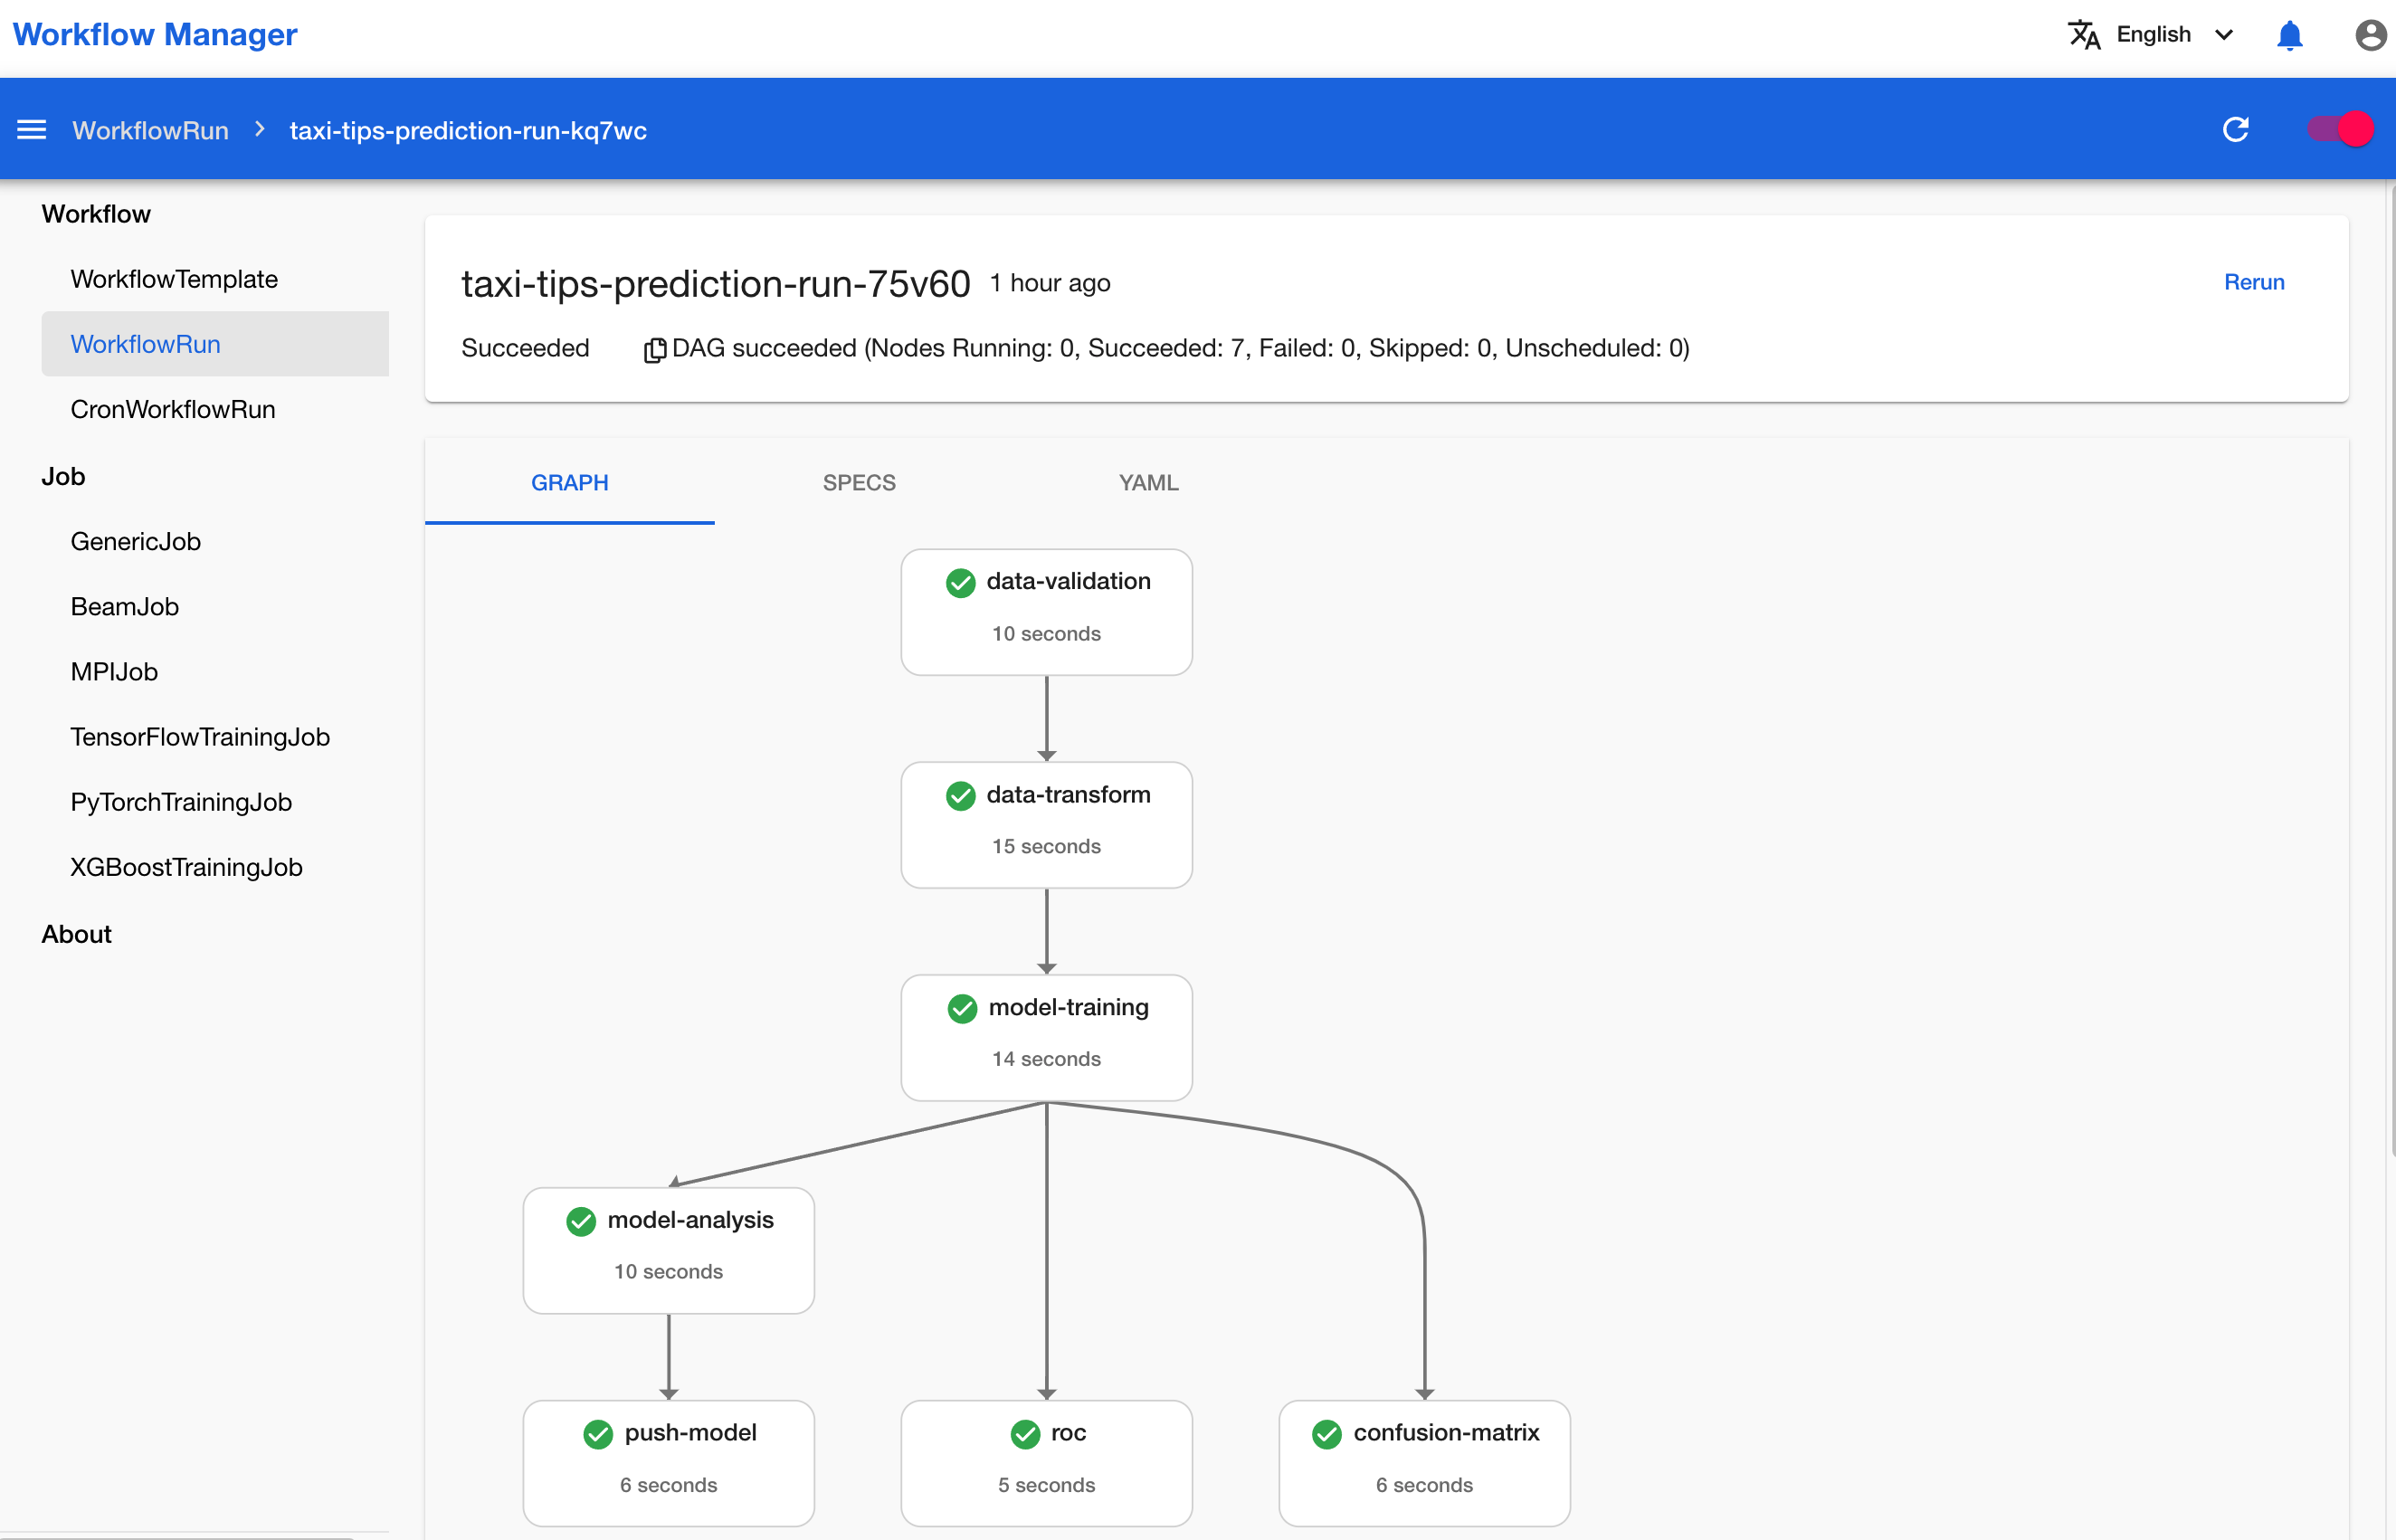 Workflow Manager
English
WorkflowRun > taxi-tips-prediction-run-kq7wc
Workflow
WorkflowTemplate
WorkflowRun
CronWorkflowRun
Job
GenericJob
BeamJob
MPIJob
TensorFlowTrainingJob
PyTorchTrainingJob
XGBoostTrainingJob
About
taxi-tips-prediction-run-75v60 1 hour ago
Rerun
Succeeded DAG succeeded (Nodes Running: 0, Succeeded: 7, Failed: 0, Skipped: 0, Unscheduled: 0)
GRAPH SPECS YAML
data-validation
10 seconds
data-transform
15 seconds
model-training
14 seconds
model-analysis
10 seconds
push-model
6 seconds
roc
5 seconds
confusion-matrix
6 seconds